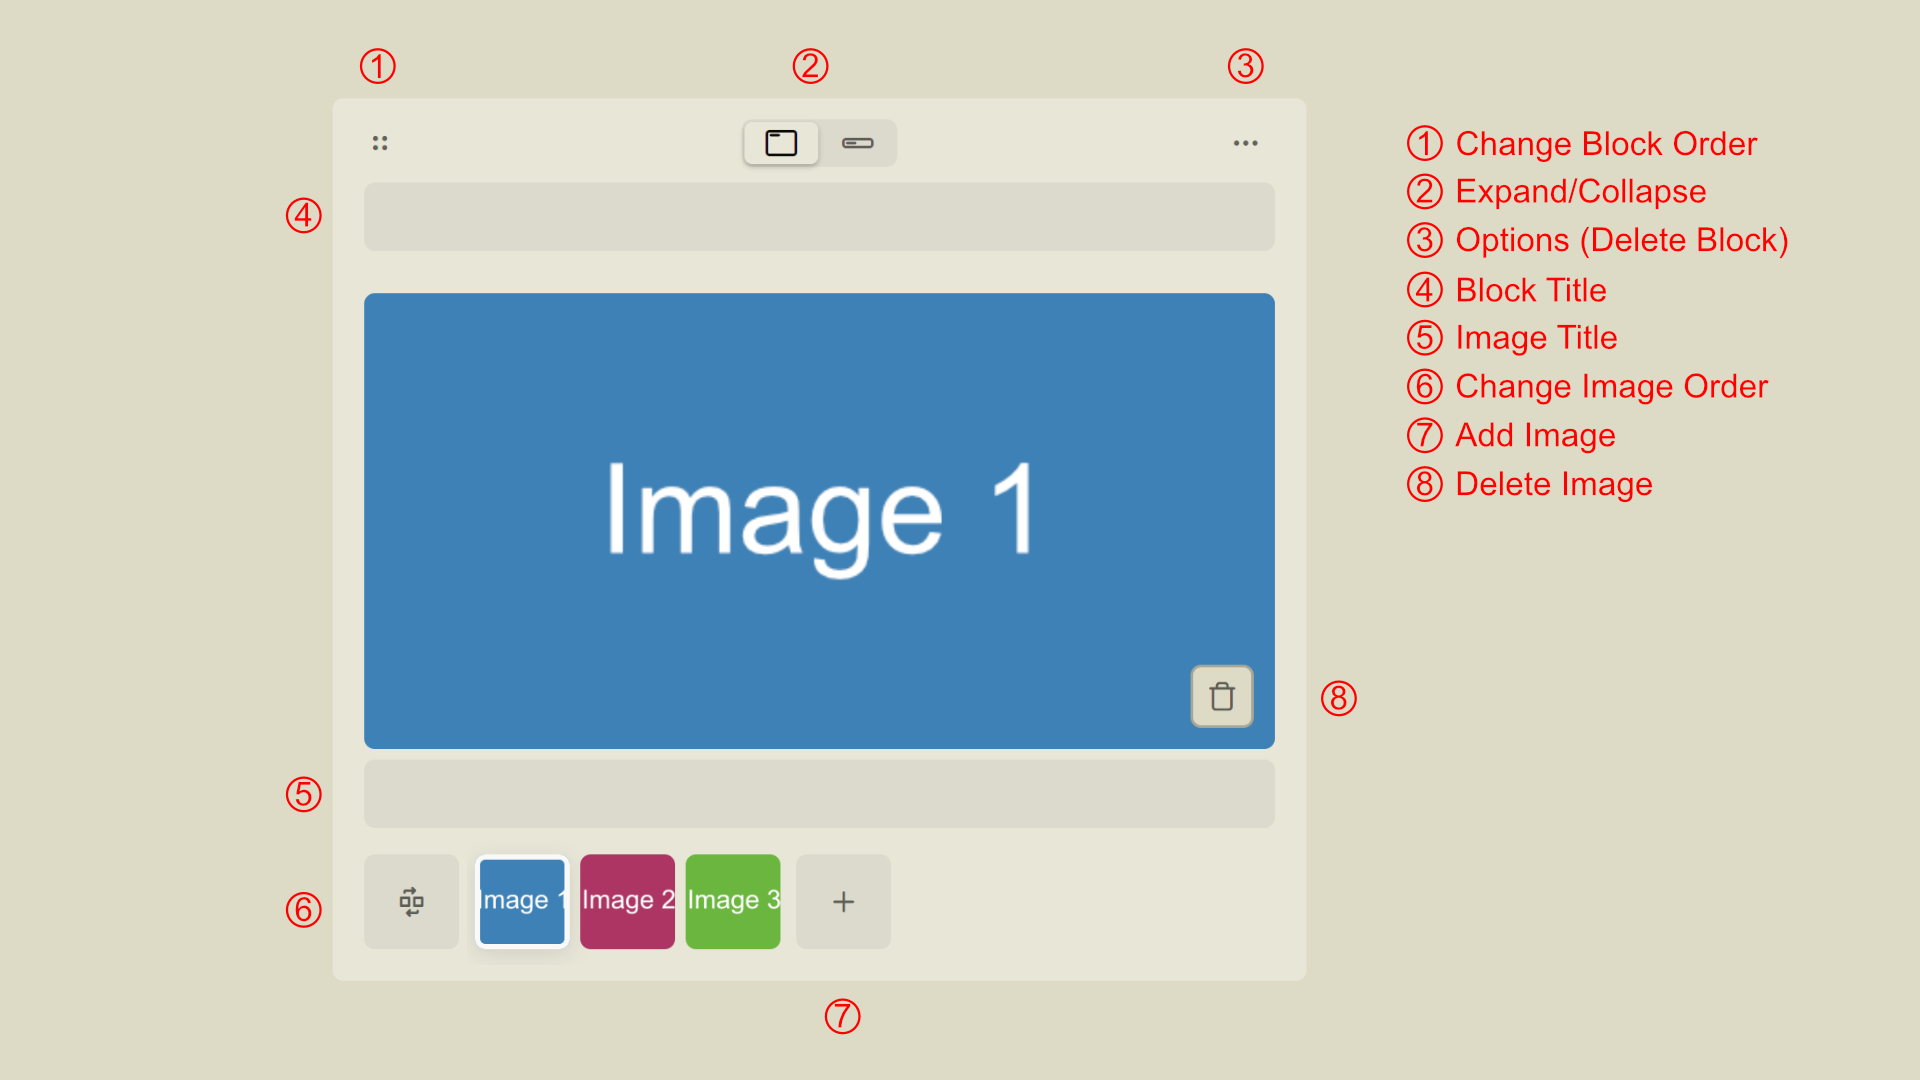 ① ② ③
① Change Block Order
② Expand/Collapse
③ Options (Delete Block)
④ Block Title
⑤ Image Title
⑥ Change Image Order
⑦ Add Image
⑧ Delete Image
④
Image 1
⑧
⑤
⑥ Image 1 Image 2 Image 3
⑦